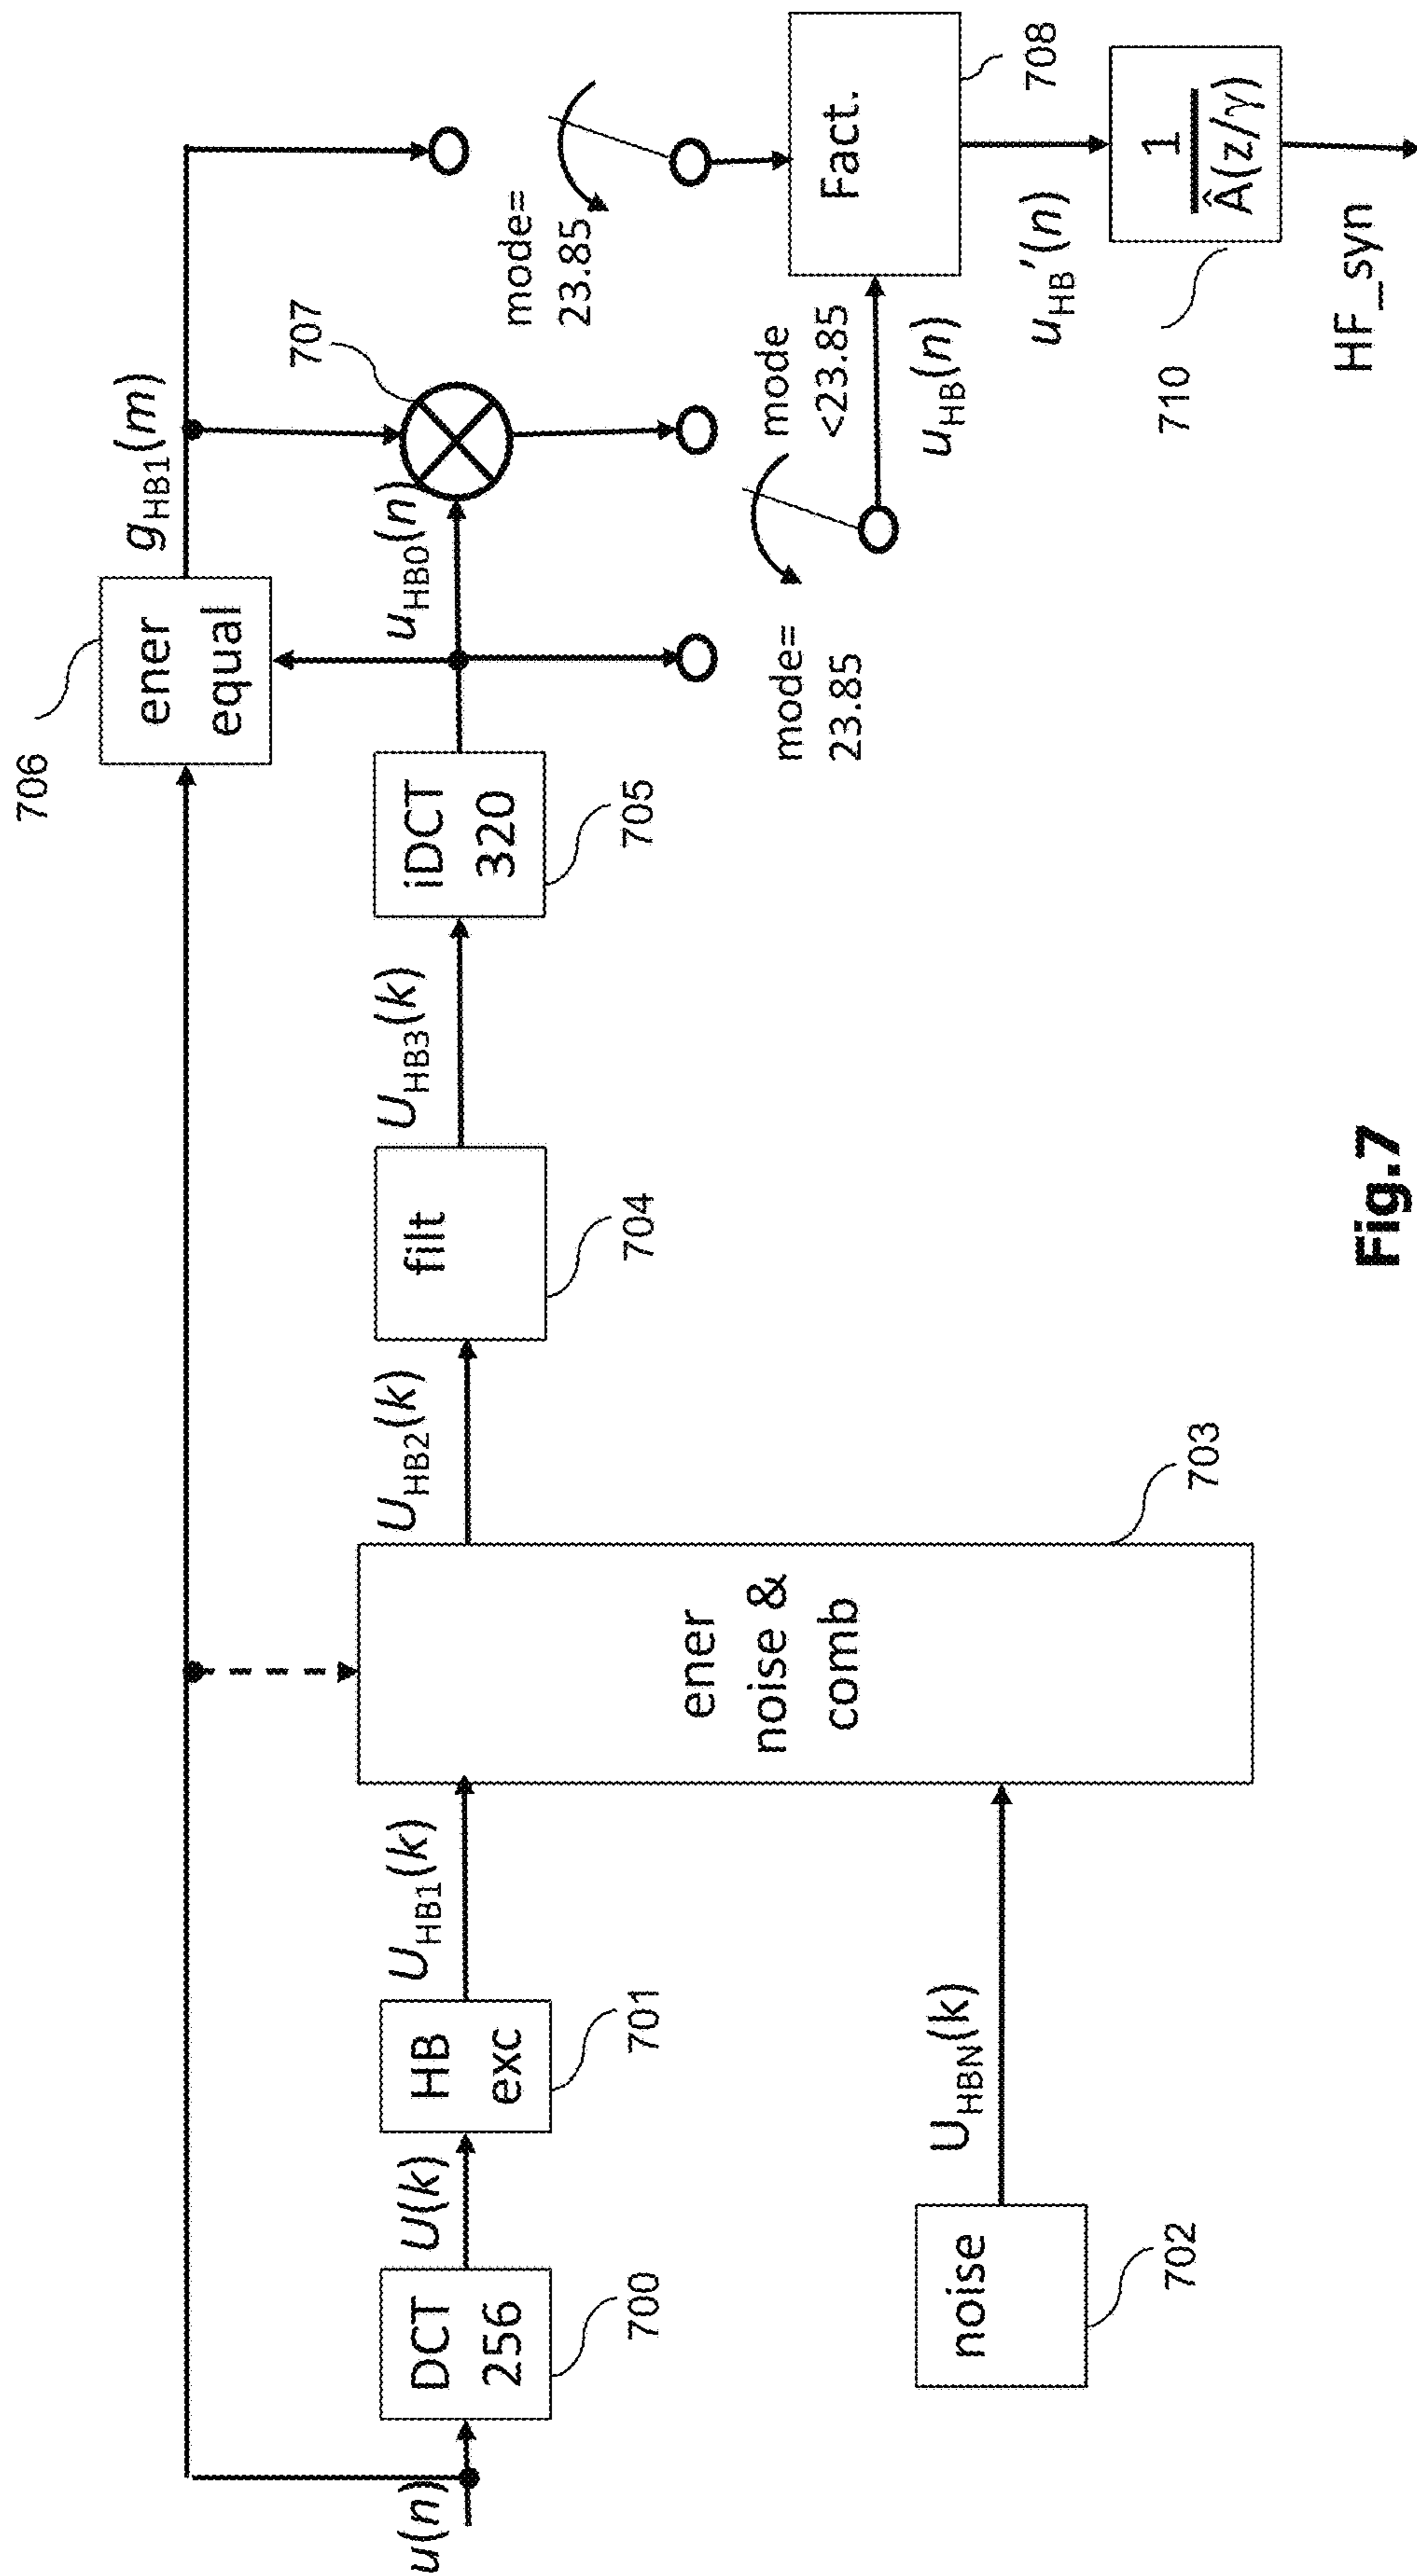 u(n)
DCT
256
700
U(k)
HB
exc
701
U_HB1(k)
noise
702
U_HBN(k)
ener
noise &
comb
703
U_HB2(k)
filt
704
U_HB3(k)
iDCT
320
705
ener
equal
706
u_HB0(n)
g_HB1(m)
707
mode=
23.85
mode
<23.85
mode=
23.85
u_HB(n)
Fact.
708
u_HB'(n)
1
Â(z/γ)
710
HF_syn
Fig.7